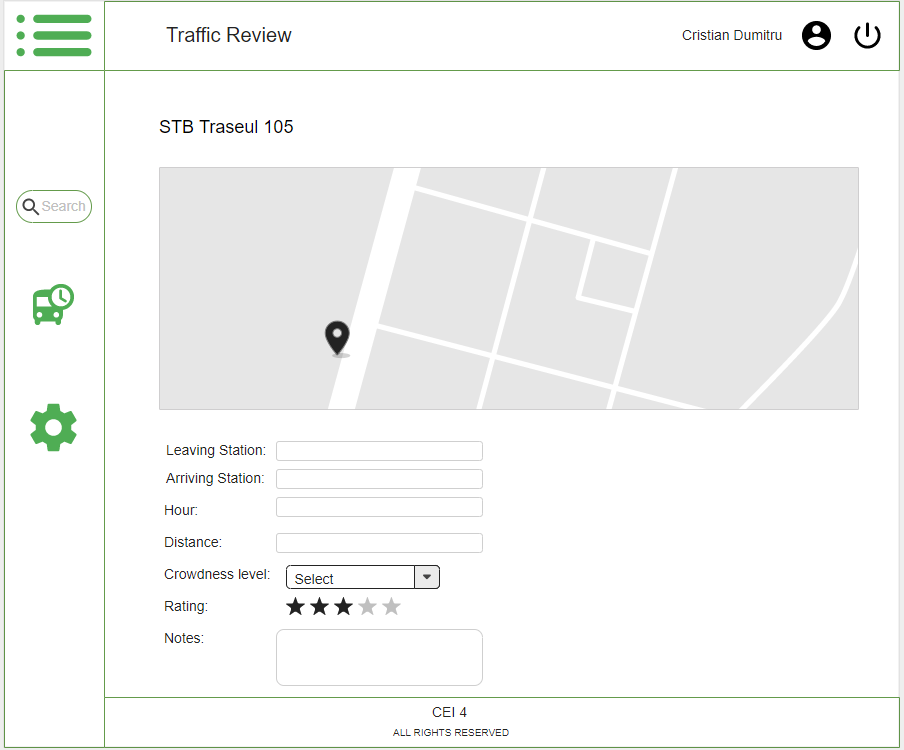 Traffic Review
Cristian Dumitru
STB Traseul 105
Search
Leaving Station:
Arriving Station:
Hour:
Distance:
Crowdness level:
Select
Rating:
Notes:
CEI 4
ALL RIGHTS RESERVED